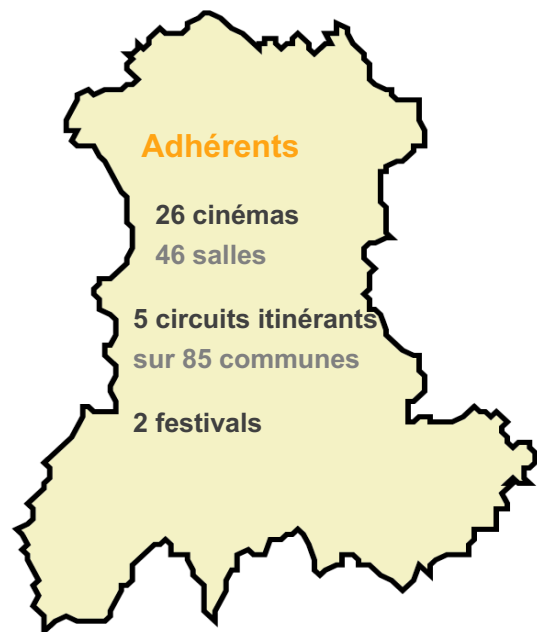 Adhérents
26 cinémas
46 salles
5 circuits itinérants
sur 85 communes
2 festivals